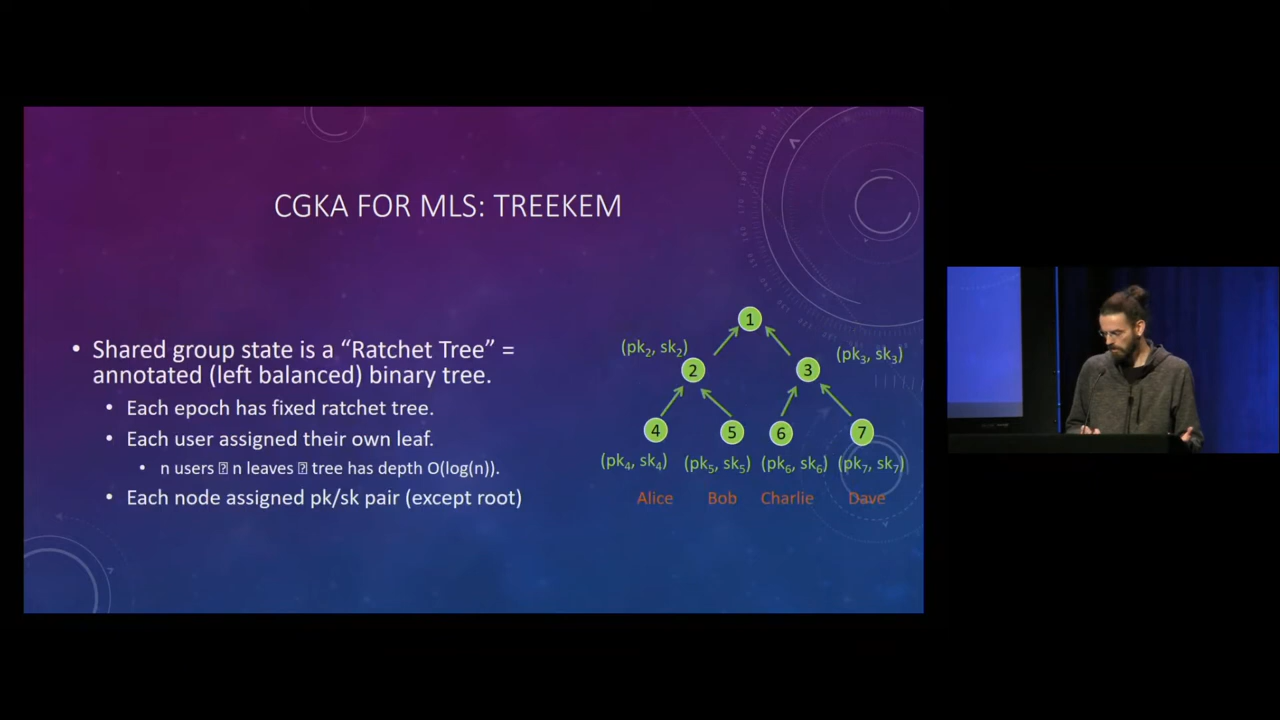 CGKA FOR MLS: TREEKEM
• Shared group state is a “Ratchet Tree” =
annotated (left balanced) binary tree.
• Each epoch has fixed ratchet tree.
• Each user assigned their own leaf.
• n users ⍰ n leaves ⍰ tree has depth O(log(n)).
• Each node assigned pk/sk pair (except root)
1
(pk₂, sk₂)
(pk₃, sk₃)
2
3
4
5
6
7
(pk₄, sk₄)
(pk₅, sk₅)
(pk₆, sk₆)
(pk₇, sk₇)
Alice
Bob
Charlie
Dave